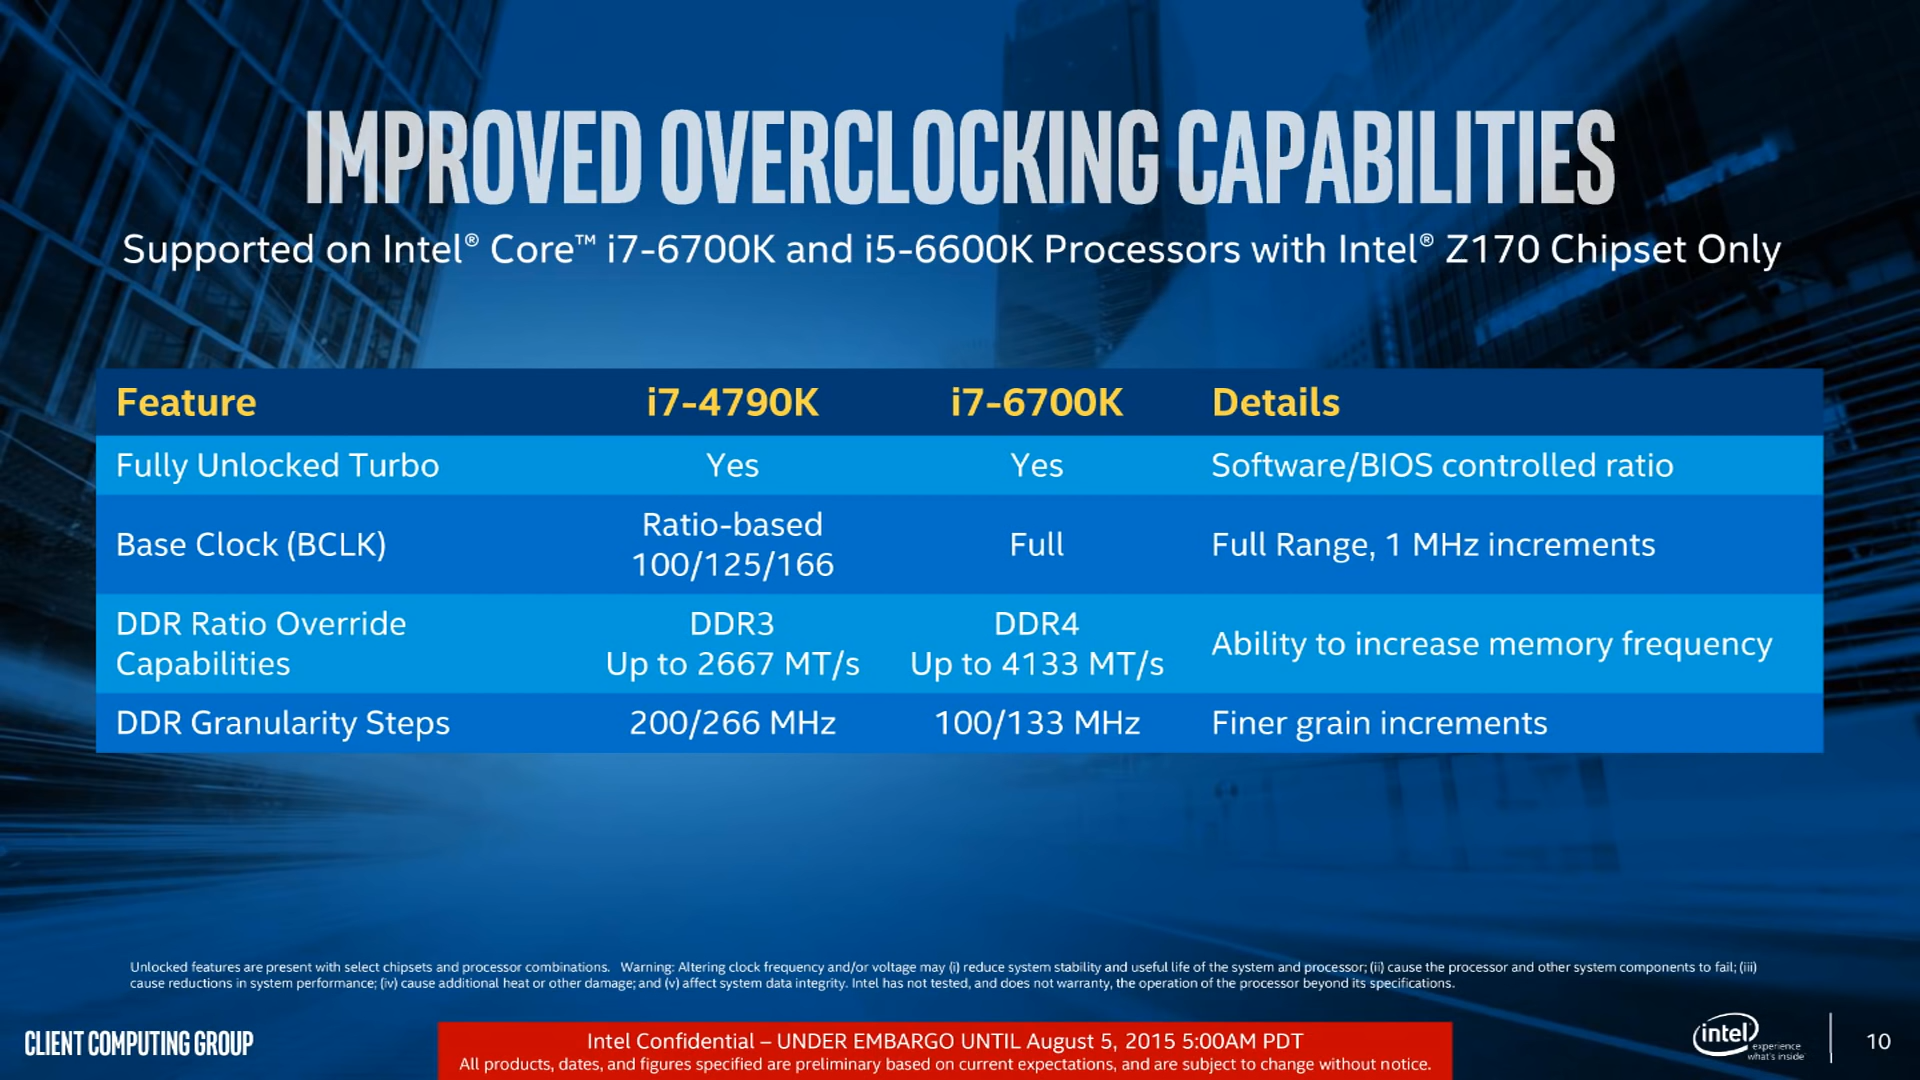 IMPROVED OVERCLOCKING CAPABILITIES
Supported on Intel® Core™ i7-6700K and i5-6600K Processors with Intel® Z170 Chipset Only
Feature i7-4790K i7-6700K Details
Fully Unlocked Turbo Yes Yes Software/BIOS controlled ratio
Base Clock (BCLK) Ratio-based 100/125/166 Full Full Range, 1 MHz increments
DDR Ratio Override Capabilities DDR3 Up to 2667 MT/s DDR4 Up to 4133 MT/s Ability to increase memory frequency
DDR Granularity Steps 200/266 MHz 100/133 MHz Finer grain increments
Unlocked features are present with select chipsets and processor combinations. Warning: Altering clock frequency and/or voltage may (i) reduce system stability and useful life of the system and processor; (ii) cause the processor and other system components to fail; (iii)
cause reductions in system performance; (iv) cause additional heat or other damage; and (v) affect system data integrity. Intel has not tested, and does not warranty, the operation of the processor beyond its specifications.
CLIENT COMPUTING GROUP
Intel Confidential – UNDER EMBARGO UNTIL August 5, 2015 5:00AM PDT
All products, dates, and figures specified are preliminary based on current expectations, and are subject to change without notice.
intel experience what's inside
10